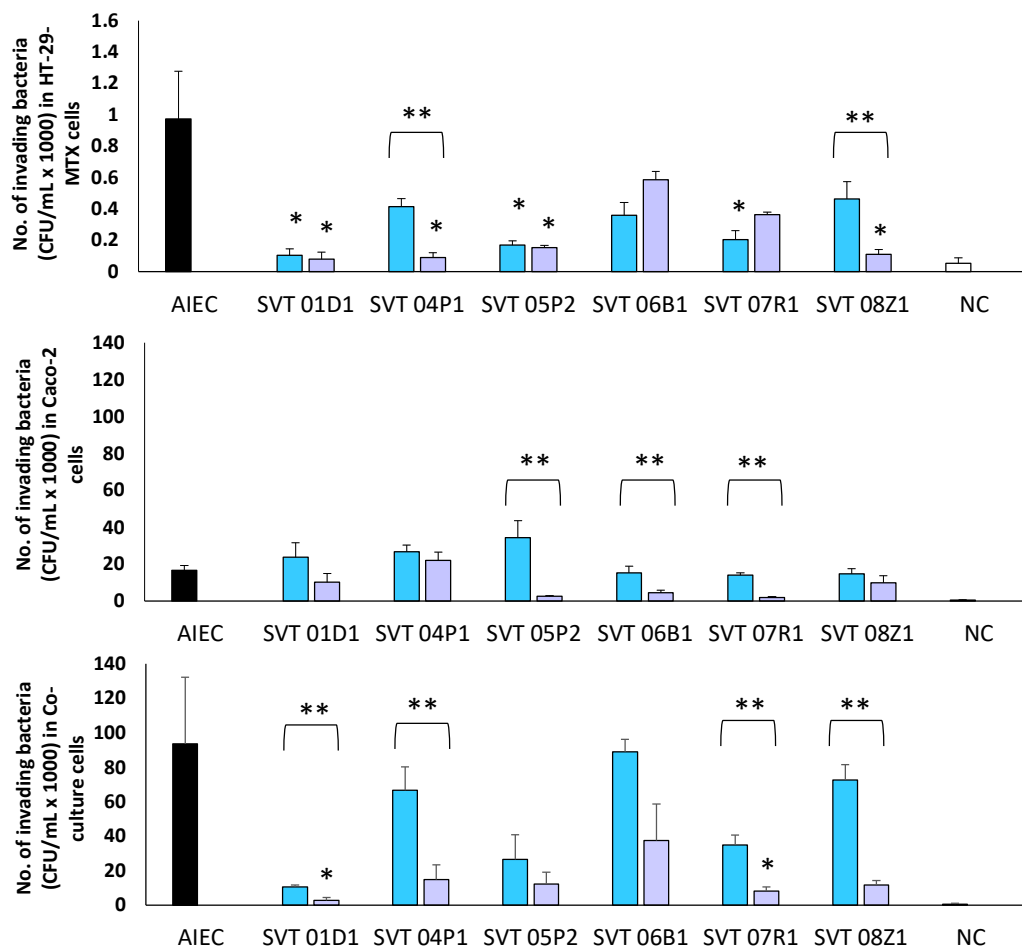 No. of invading bacteria
(CFU/mL x 1000) in HT-29-
MTX cells
1.6
1.4
1.2
1
0.8
0.6
0.4
0.2
0
**
**
* *
*
* *
*
*
AIEC SVT 01D1 SVT 04P1 SVT 05P2 SVT 06B1 SVT 07R1 SVT 08Z1 NC
No. of invading bacteria
(CFU/mL x 1000) in Caco-2
cells
140
120
100
80
60
40
20
0
** ** **
AIEC SVT 01D1 SVT 04P1 SVT 05P2 SVT 06B1 SVT 07R1 SVT 08Z1 NC
No. of invading bacteria
(CFU/mL x 1000) in Co-
culture cells
140
120
100
80
60
40
20
0
** ** ** **
* *
AIEC SVT 01D1 SVT 04P1 SVT 05P2 SVT 06B1 SVT 07R1 SVT 08Z1 NC